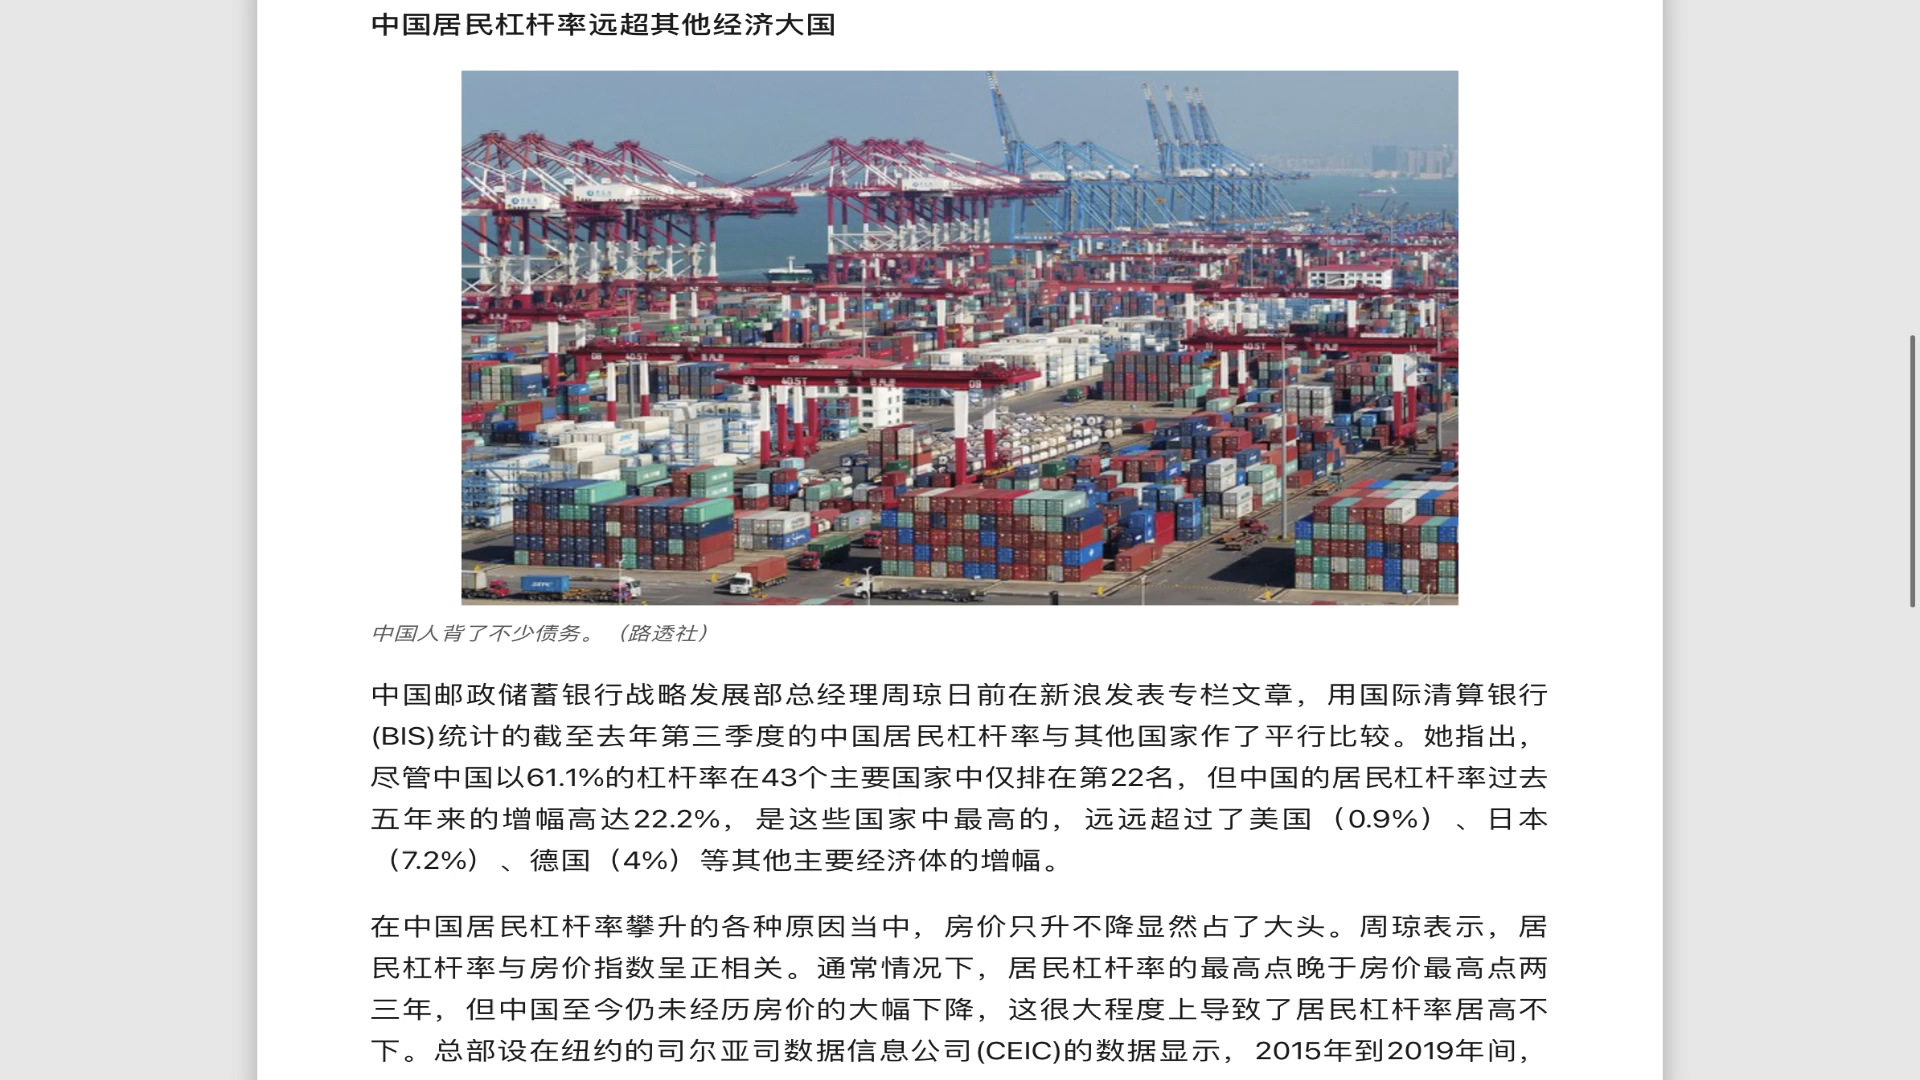 中国居民杠杆率远超其他经济大国
40.5T
09
40.5T
09
中国人背了不少债务。（路透社）
中国邮政储蓄银行战略发展部总经理周琼日前在新浪发表专栏文章，用国际清算银行
(BIS)统计的截至去年第三季度的中国居民杠杆率与其他国家作了平行比较。她指出，
尽管中国以61.1%的杠杆率在43个主要国家中仅排在第22名，但中国的居民杠杆率过去
五年来的增幅高达22.2%，是这些国家中最高的，远远超过了美国（0.9%）、日本
（7.2%）、德国（4%）等其他主要经济体的增幅。
在中国居民杠杆率攀升的各种原因当中，房价只升不降显然占了大头。周琼表示，居
民杠杆率与房价指数呈正相关。通常情况下，居民杠杆率的最高点晚于房价最高点两
三年，但中国至今仍未经历房价的大幅下降，这很大程度上导致了居民杠杆率居高不
下。总部设在纽约的司尔亚司数据信息公司(CEIC)的数据显示，2015年到2019年间，